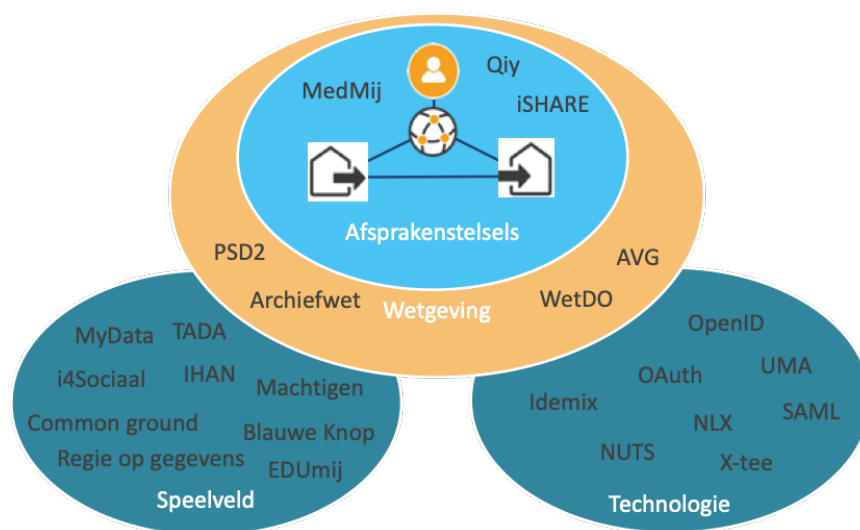 Qiy
MedMij
iSHARE
Afsprakenstelsels
PSD2
AVG
Archiefwet
WetDO
Wetgeving
MyData
TADA
i4Sociaal
IHAN
Machtigen
Common ground
Blauwe Knop
Regie op gegevens
EDUmij
Speelveld
OpenID
UMA
OAuth
Idemix
SAML
NLX
NUTS
X-tee
Technologie